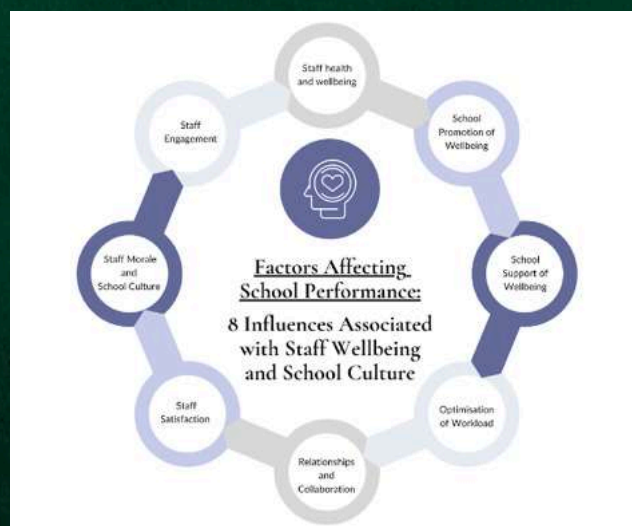 Staff health
and wellbeing
School
Promotion of
Wellbeing
School
Support of
Wellbeing
Optimisation
of Workload
Relationships
and
Collaboration
Staff
Satisfaction
Staff Morale
and
School Culture
Staff
Engagement
Factors Affecting
School Performance:
8 Influences Associated
with Staff Wellbeing
and School Culture